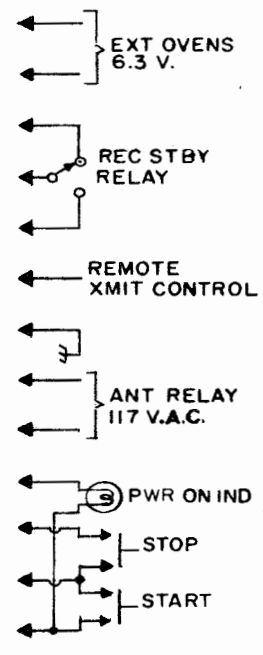 EXT OVENS
6.3 V.
REC STBY
RELAY
REMOTE
XMIT CONTROL
ANT RELAY
117 V.A.C.
PWR ON IND
STOP
START